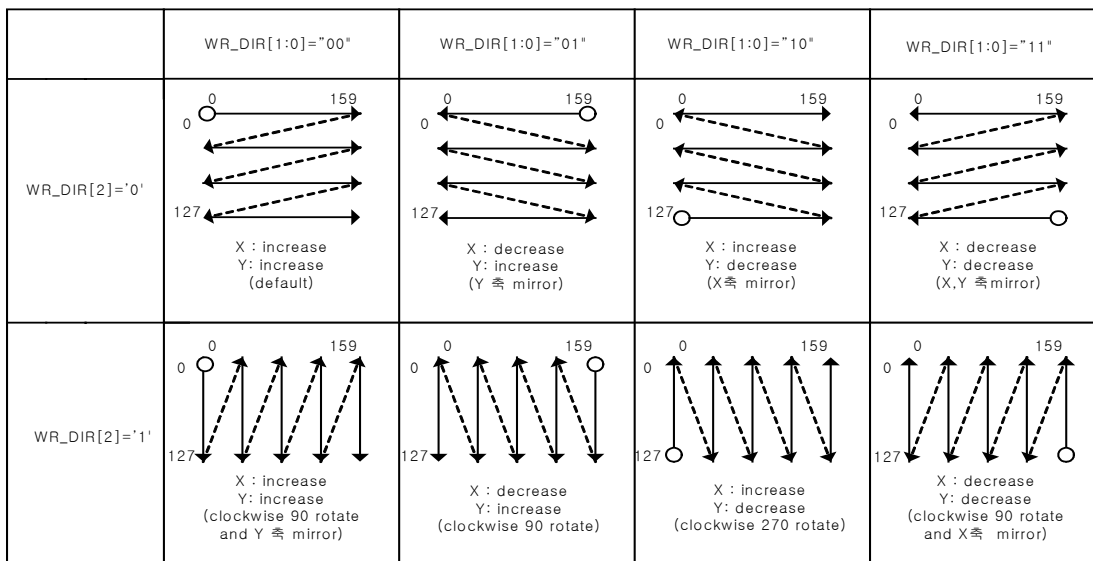 WR_DIR[1:0]="00" WR_DIR[1:0]="01" WR_DIR[1:0]="10" WR_DIR[1:0]="11"
WR_DIR[2]='0'
0 159
0
127
X : increase
Y: increase
(default)
0 159
0
127
X : decrease
Y: increase
(Y 축 mirror)
0 159
0
127
X : increase
Y: decrease
(X축 mirror)
0 159
0
127
X : decrease
Y: decrease
(X,Y 축mirror)
WR_DIR[2]='1'
0 159
0
127
X : increase
Y: increase
(clockwise 90 rotate
and Y 축 mirror)
0 159
0
127
X : decrease
Y: increase
(clockwise 90 rotate)
0 159
0
127
X : increase
Y: decrease
(clockwise 270 rotate)
0 159
0
127
X : decrease
Y: decrease
(clockwise 90 rotate
and X축 mirror)